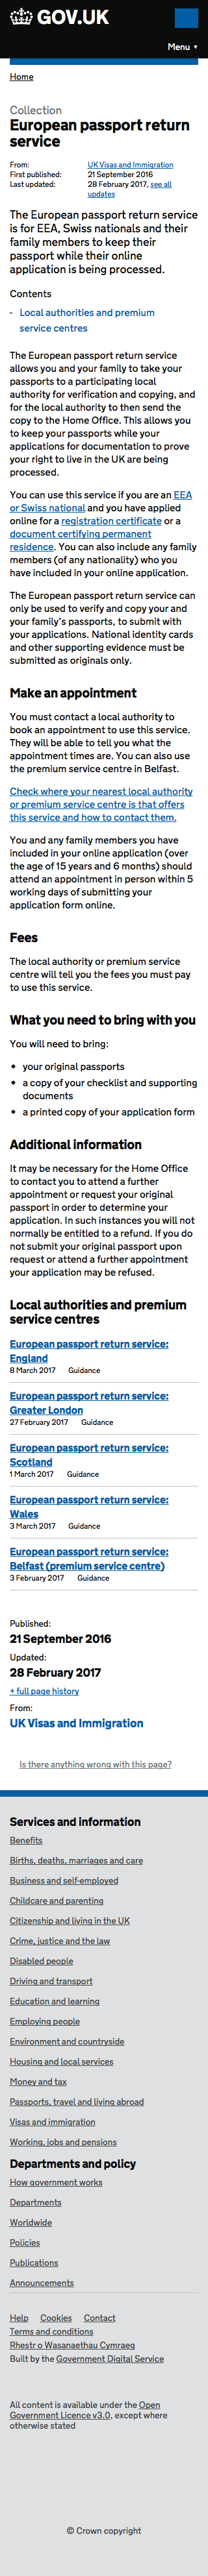 GOV.UK
Menu ▼
Home
Collection
European passport return
service
From: UK Visas and Immigration
First published: 21 September 2016
Last updated: 28 February 2017, see all
updates
The European passport return service
is for EEA, Swiss nationals and their
family members to keep their
passport while their online
application is being processed.
Contents
- Local authorities and premium
service centres
The European passport return service
allows you and your family to take your
passports to a participating local
authority for verification and copying, and
for the local authority to then send the
copy to the Home Office. This allows you
to keep your passports while your
applications for documentation to prove
your right to live in the UK are being
processed.
You can use this service if you are an EEA
or Swiss national and you have applied
online for a registration certificate or a
document certifying permanent
residence. You can also include any family
members (of any nationality) who you
have included in your online application.
The European passport return service can
only be used to verify and copy your and
your family's passports, to submit with
your applications. National identity cards
and other supporting evidence must be
submitted as originals only.
Make an appointment
You must contact a local authority to
book an appointment to use this service.
They will be able to tell you what the
appointment times are. You can also use
the premium service centre in Belfast.
Check where your nearest local authority
or premium service centre is that offers
this service and how to contact them.
You and any family members you have
included in your online application (over
the age of 15 years and 6 months) should
attend an appointment in person within 5
working days of submitting your
application form online.
Fees
The local authority or premium service
centre will tell you the fees you must pay
to use this service.
What you need to bring with you
You will need to bring:
• your original passports
• a copy of your checklist and supporting
documents
• a printed copy of your application form
Additional information
It may be necessary for the Home Office
to contact you to attend a further
appointment or request your original
passport in order to determine your
application. In such instances you will not
normally be entitled to a refund. If you do
not submit your original passport upon
request or attend a further appointment
your application may be refused.
Local authorities and premium
service centres
European passport return service:
England
8 March 2017 Guidance
European passport return service:
Greater London
27 February 2017 Guidance
European passport return service:
Scotland
1 March 2017 Guidance
European passport return service:
Wales
3 March 2017 Guidance
European passport return service:
Belfast (premium service centre)
3 February 2017 Guidance
Published:
21 September 2016
Updated:
28 February 2017
+ full page history
From:
UK Visas and Immigration
Is there anything wrong with this page?
Services and information
Benefits
Births, deaths, marriages and care
Business and self-employed
Childcare and parenting
Citizenship and living in the UK
Crime, justice and the law
Disabled people
Driving and transport
Education and learning
Employing people
Environment and countryside
Housing and local services
Money and tax
Passports, travel and living abroad
Visas and immigration
Working, jobs and pensions
Departments and policy
How government works
Departments
Worldwide
Policies
Publications
Announcements
Help Cookies Contact
Terms and conditions
Rhestr o Wasanaethau Cymraeg
Built by the Government Digital Service
All content is available under the Open
Government Licence v3.0, except where
otherwise stated
© Crown copyright